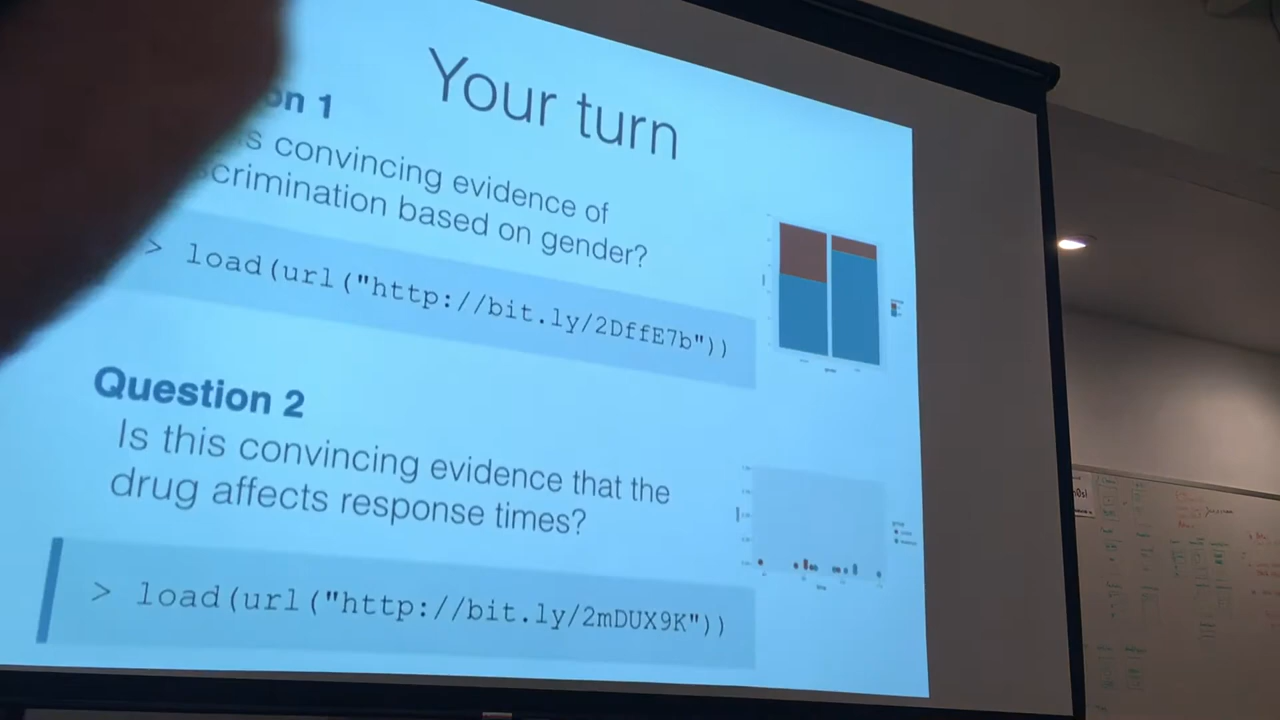 Your turn
on 1
s convincing evidence of
scrimination based on gender?
> load(url("http://bit.ly/2DffE7b"))
Question 2
Is this convincing evidence that the
drug affects response times?
> load(url("http://bit.ly/2mDUX9K"))